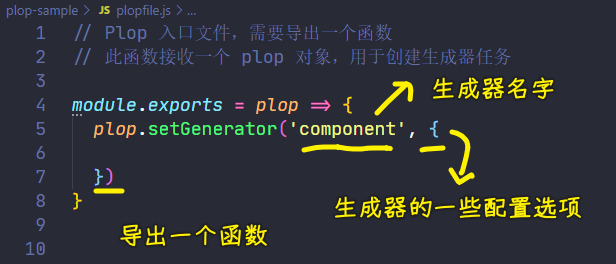 plop-sample > JS plopfile.js > ...
1 // Plop 入口文件，需要导出一个函数
2 // 此函数接收一个 plop 对象，用于创建生成器任务
3
4 module.exports = plop => {
生成器名字
5 plop.setGenerator('component', {
6
7 })
生成器的一些配置选项
8 }
导出一个函数
9
10